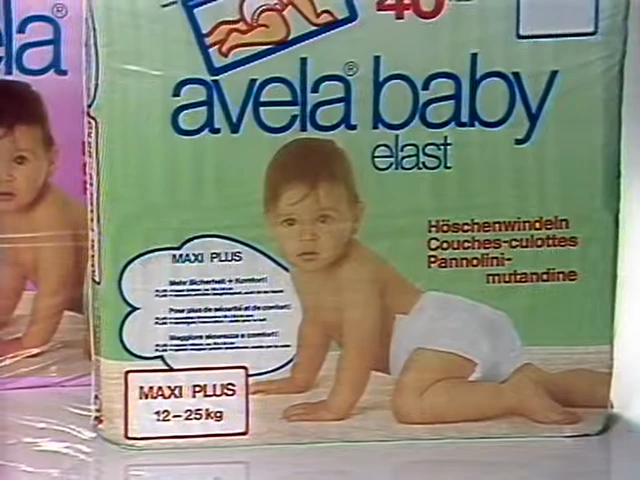 la®
40
avela® baby
elast
Höschenwindeln
Couches-culottes
Pannolini-
mutandine
MAXI PLUS
Mehr Sicherheit + Komfort!
Pour plus de sécurité et de confort!
Maggiore sicurezza e comfort!
MAXI PLUS
12–25 kg